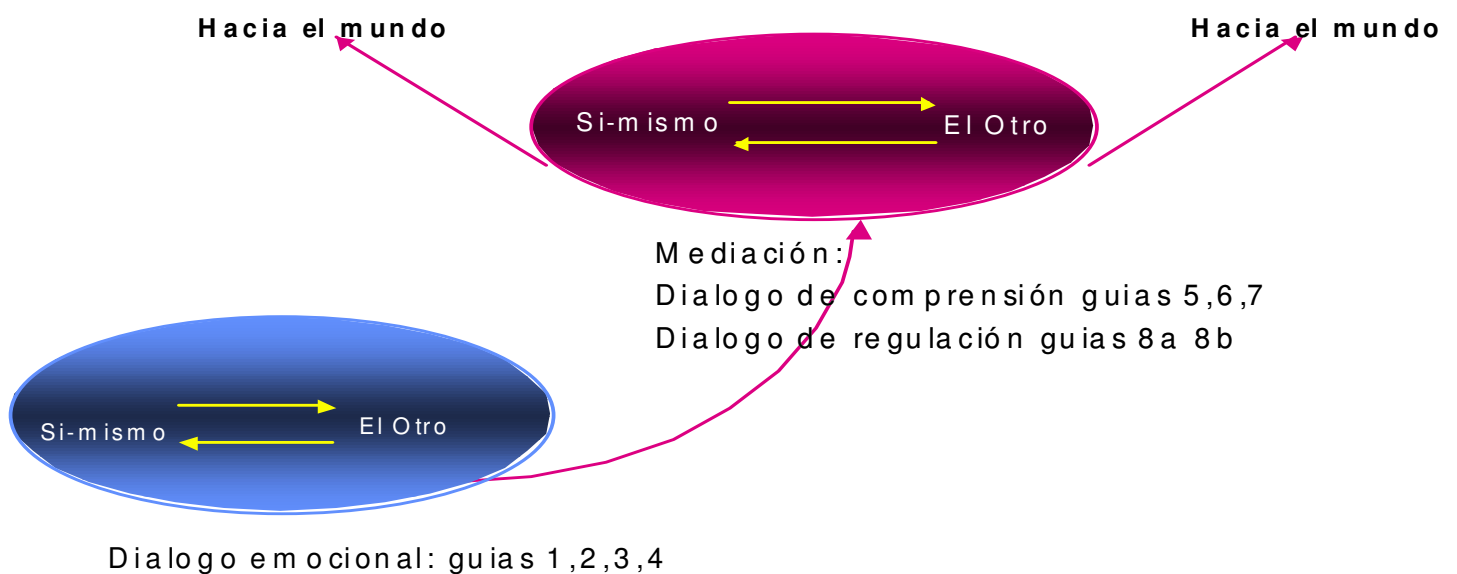 Hacia el mundo
Hacia el mundo
Si-mismo
El Otro
Mediación:
Dialogo de comprensión guias 5,6,7
Dialogo de regulación guias 8a 8b
Si-mismo
El Otro
Dialogo emocional: guias 1,2,3,4